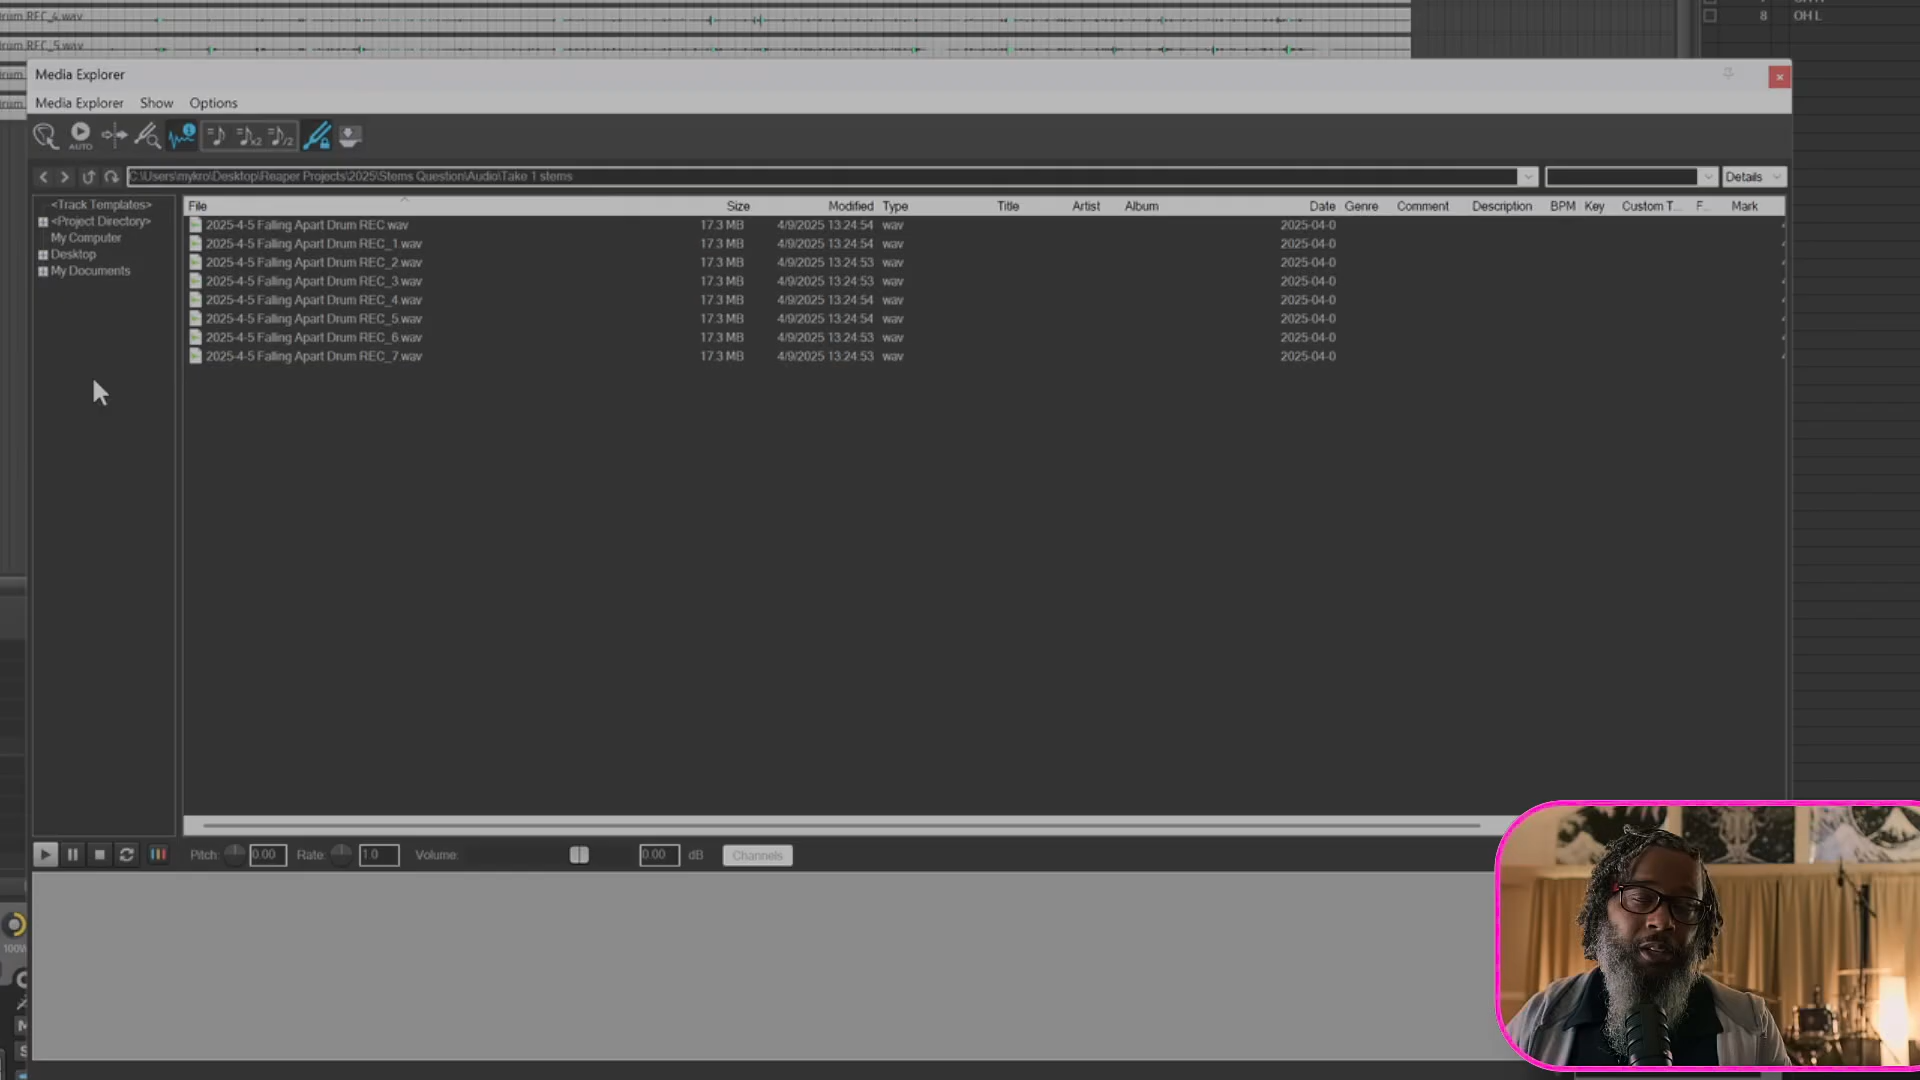 REC_4.wav
8 OH L
REC_5.wav
Media Explorer
Media Explorer Show Options
AUTO x2 /2
C:\Users\mykro\Desktop\Reaper Projects\2025\Stems Question\Audio\Take 1 stems
Details
<Track Templates>
<Project Directory>
My Computer
Desktop
My Documents
File Size Modified Type Title Artist Album Date Genre Comment Description BPM Key Custom T... F... Mark
2025-4-5 Falling Apart Drum REC.wav 17.3 MB 4/9/2025 13:24:54 wav 2025-04-0
2025-4-5 Falling Apart Drum REC_1.wav 17.3 MB 4/9/2025 13:24:54 wav 2025-04-0
2025-4-5 Falling Apart Drum REC_2.wav 17.3 MB 4/9/2025 13:24:53 wav 2025-04-0
2025-4-5 Falling Apart Drum REC_3.wav 17.3 MB 4/9/2025 13:24:53 wav 2025-04-0
2025-4-5 Falling Apart Drum REC_4.wav 17.3 MB 4/9/2025 13:24:54 wav 2025-04-0
2025-4-5 Falling Apart Drum REC_5.wav 17.3 MB 4/9/2025 13:24:54 wav 2025-04-0
2025-4-5 Falling Apart Drum REC_6.wav 17.3 MB 4/9/2025 13:24:53 wav 2025-04-0
2025-4-5 Falling Apart Drum REC_7.wav 17.3 MB 4/9/2025 13:24:53 wav 2025-04-0
Pitch: 0.00 Rate: 1.0 Volume: 0.00 dB Channels